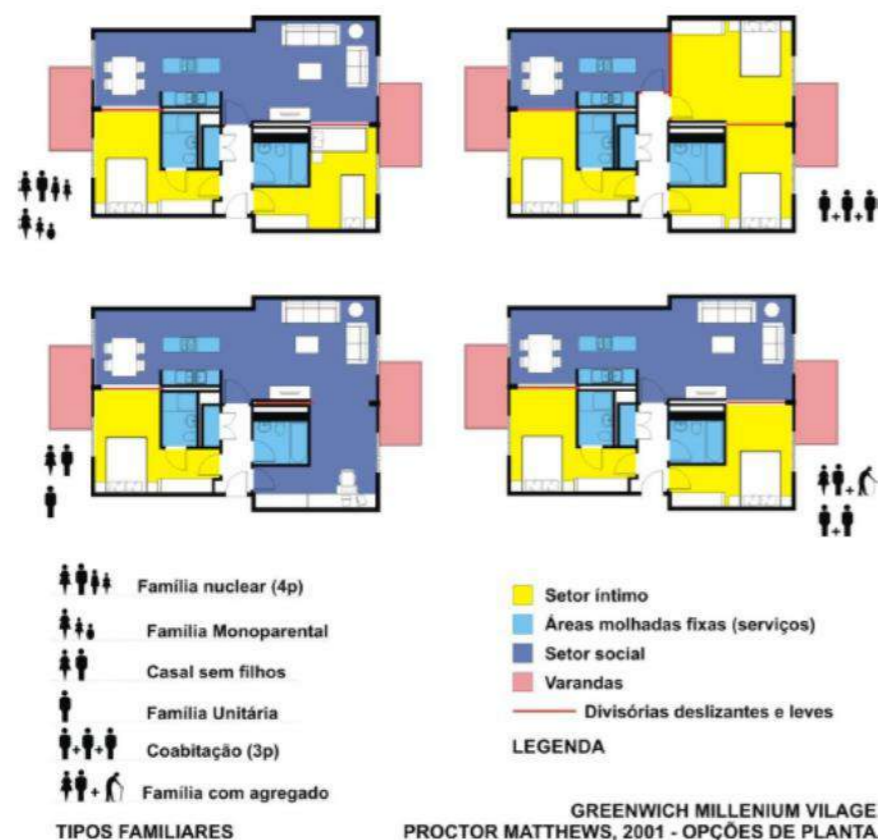 Família nuclear (4p)
Família Monoparental
Casal sem filhos
Família Unitária
Coabitação (3p)
Família com agregado
TIPOS FAMILIARES
Setor íntimo
Áreas molhadas fixas (serviços)
Setor social
Varandas
Divisórias deslizantes e leves
LEGENDA
GREENWICH MILLENIUM VILAGE
PROCTOR MATTHEWS, 2001 - OPÇÕES DE PLANTA